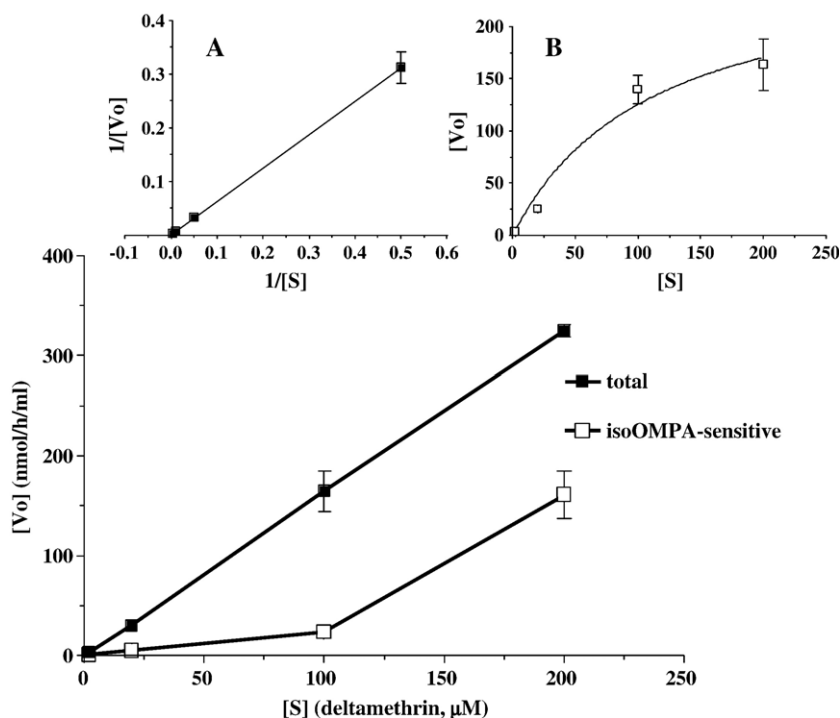 A
1/[Vo]
0.4
0.3
0.2
0.1
-0.1 0.0 0.1 0.2 0.3 0.4 0.5 0.6
1/[S]
B
[Vo]
200
150
100
50
0
0 50 100 150 200 250
[S]
[Vo] (nmol/h/ml)
400
300
200
100
0
0 50 100 150 200 250
[S] (deltamethrin, μM)
total
isoOMPA-sensitive